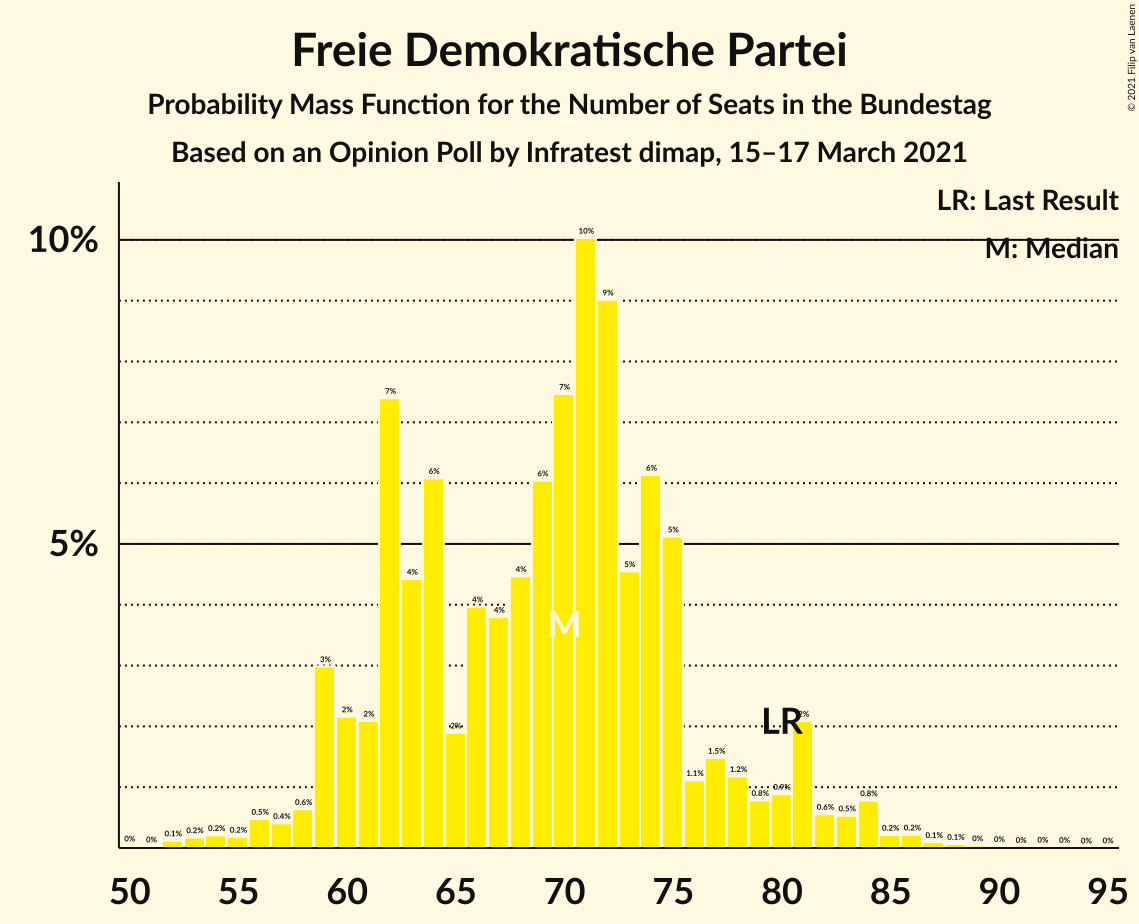 Freie Demokratische Partei
Probability Mass Function for the Number of Seats in the Bundestag
Based on an Opinion Poll by Infratest dimap, 15–17 March 2021
© 2021 Filip van Laenen
LR: Last Result
M: Median
10%
5%
0% 0% 0.1% 0.2% 0.2% 0.2% 0.5% 0.4% 0.6% 3% 2% 2% 7% 4% 6% 2% 4% 4% 4% 6% 7% 10% 9% 5% 6% 5% 1.1% 1.5% 1.2% 0.8% 0.9% 2% 0.6% 0.5% 0.8% 0.2% 0.2% 0.1% 0.1% 0% 0% 0% 0% 0% 0% 0%
M
LR
50 55 60 65 70 75 80 85 90 95